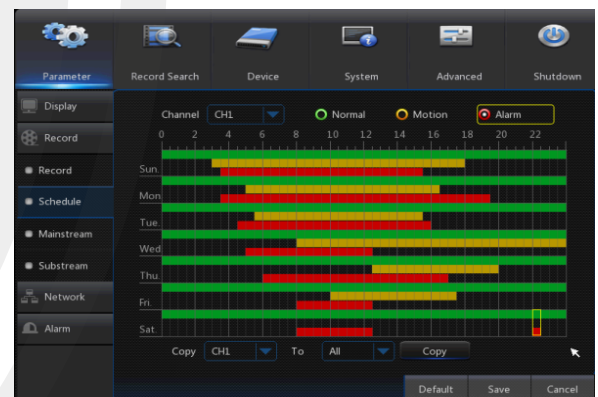 Parameter Record Search Device System Advanced Shutdown
Display
Record
Record
Schedule
Mainstream
Substream
Network
Alarm
Channel CH1 Normal Motion Alarm
0 2 4 6 8 10 12 14 16 18 20 22
Sun.
Mon
Tue.
Wed
Thu.
Fri.
Sat.
Copy CH1 To All Copy
Default Save Cancel